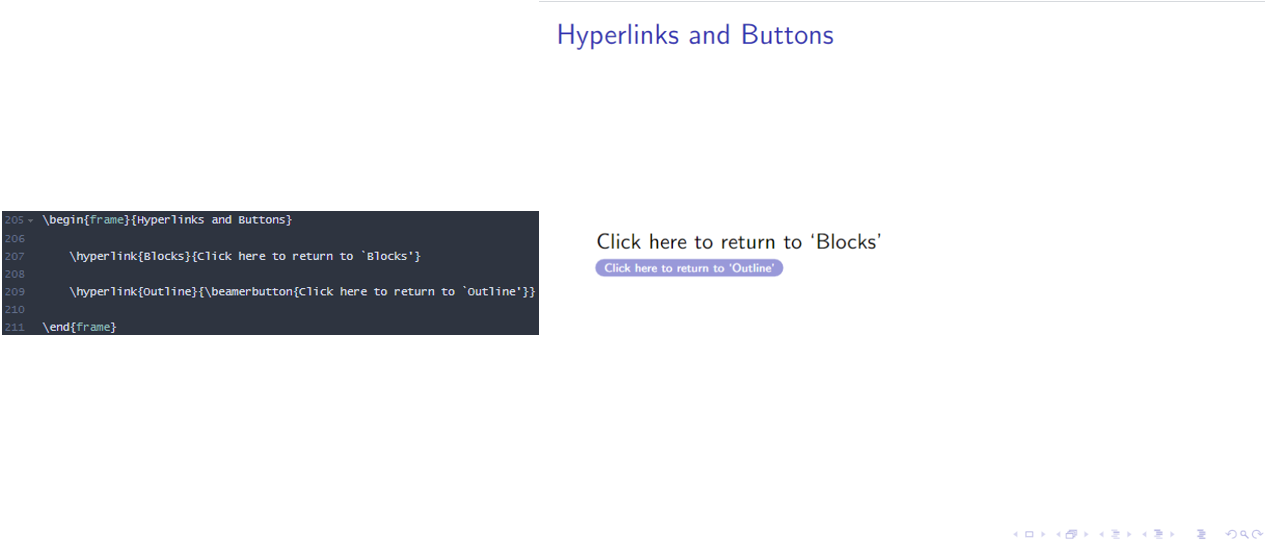 Hyperlinks and Buttons
205 \begin{frame}{Hyperlinks and Buttons}
206
207 \hyperlink{Blocks}{Click here to return to `Blocks'}
208
209 \hyperlink{Outline}{\beamerbutton{Click here to return to `Outline'}}
210
211 \end{frame}
Click here to return to ‘Blocks’
Click here to return to ‘Outline’